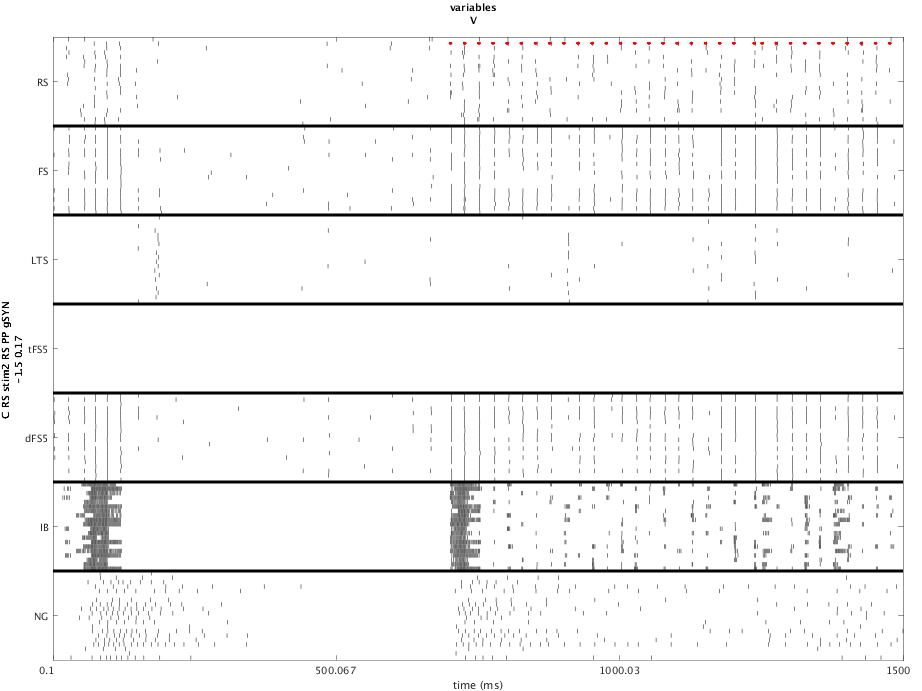 variables
V
RS
FS
LTS
tFS5
dFS5
IB
NG
C RS stim2 RS PP gSYN
-1.5 0.17
0.1
500.067
1000.03
1500
time (ms)